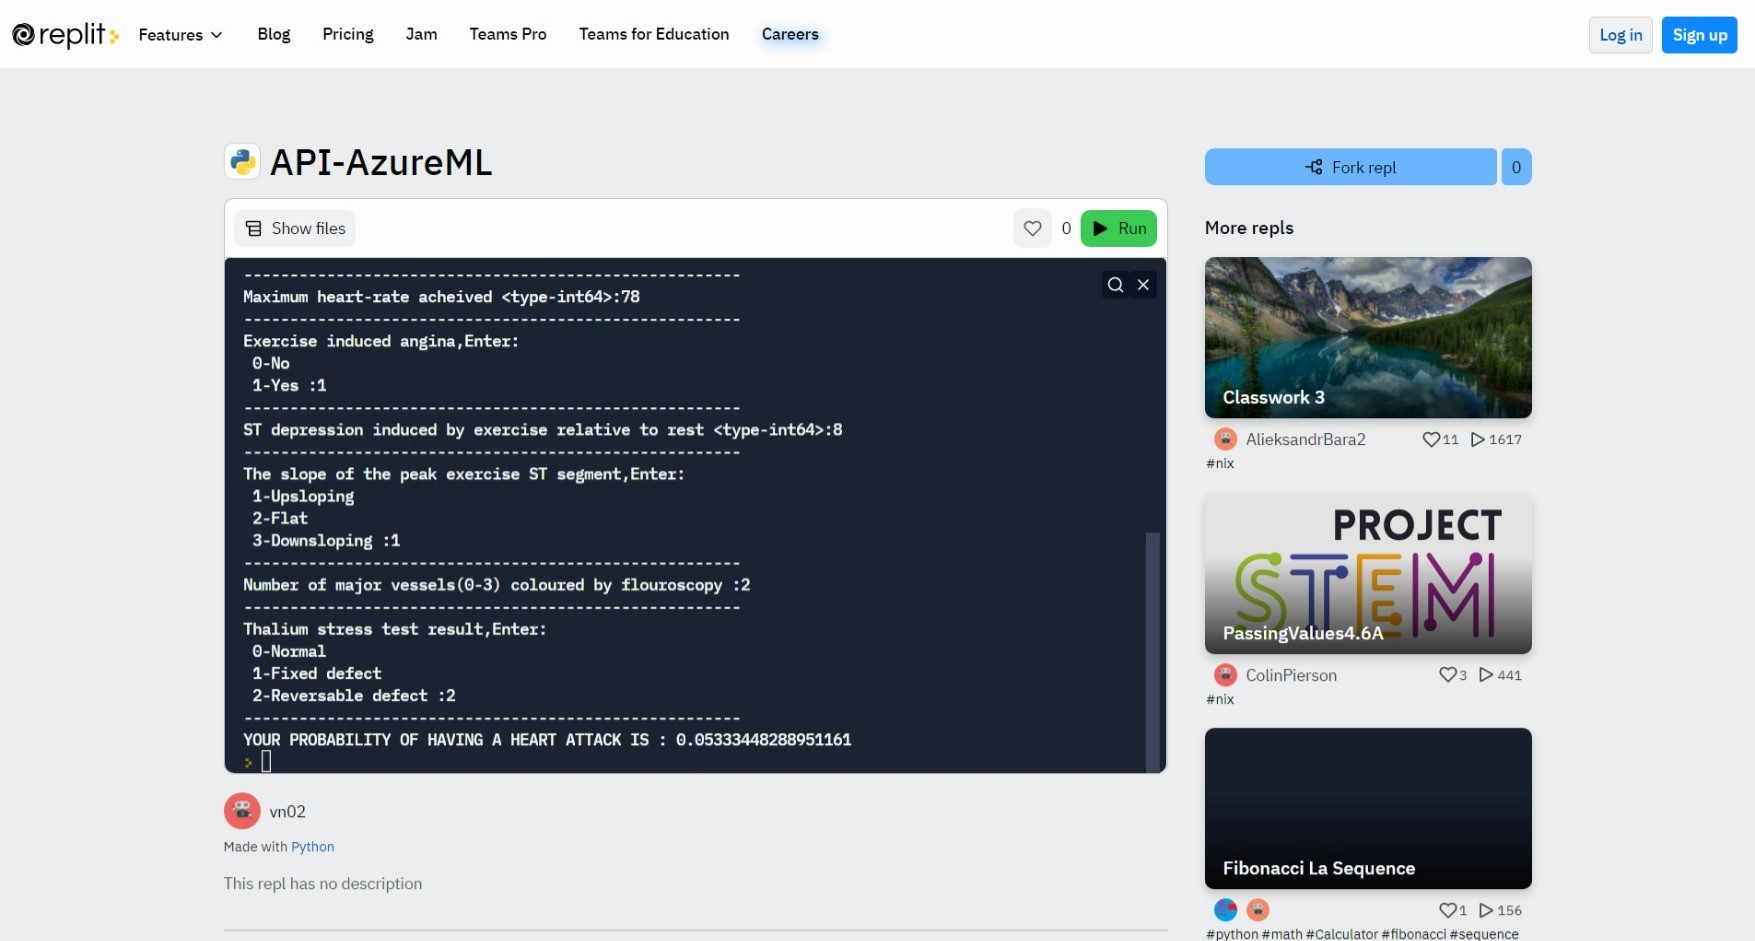 replit
Features Blog Pricing Jam Teams Pro Teams for Education Careers Log in Sign up
API-AzureML
Show files 0 Run
---------------------------------------------------
Maximum heart-rate acheived <type-int64>:78
---------------------------------------------------
Exercise induced angina,Enter:
0-No
1-Yes :1
---------------------------------------------------
ST depression induced by exercise relative to rest <type-int64>:8
---------------------------------------------------
The slope of the peak exercise ST segment,Enter:
1-Upsloping
2-Flat
3-Downsloping :1
---------------------------------------------------
Number of major vessels(0-3) coloured by flouroscopy :2
---------------------------------------------------
Thalium stress test result,Enter:
0-Normal
1-Fixed defect
2-Reversable defect :2
---------------------------------------------------
YOUR PROBABILITY OF HAVING A HEART ATTACK IS : 0.05333448288951161
vn02
Made with Python
This repl has no description
Fork repl 0
More repls
Classwork 3
AlieksandrBara2 11 1617
#nix
PROJECT
STEM
PassingValues4.6A
ColinPierson 3 441
#nix
Fibonacci La Sequence
1 156
#python #math #Calculator #fibonacci #sequence